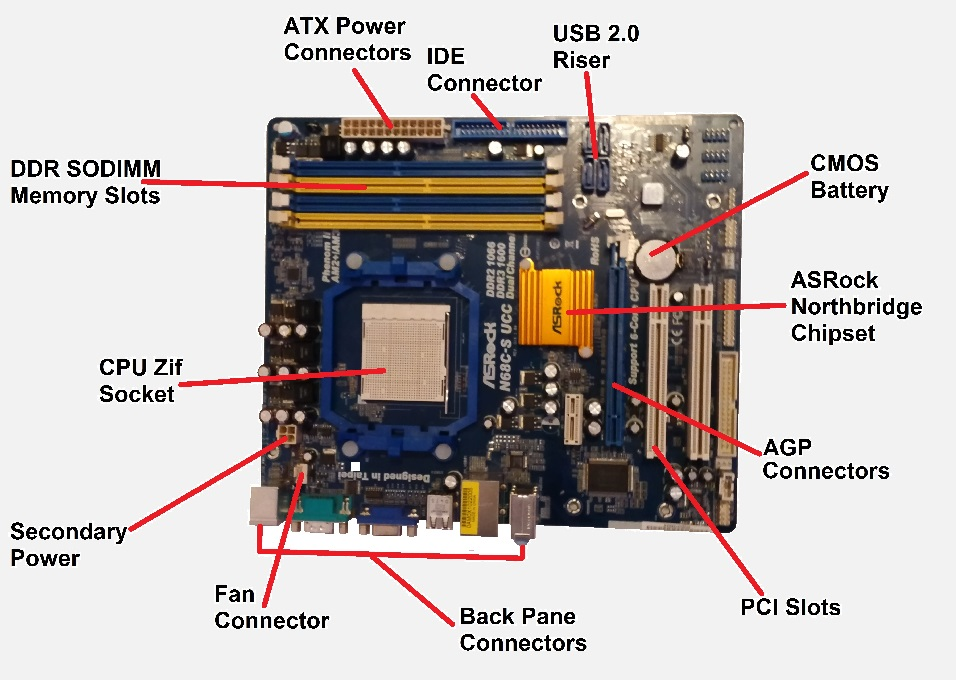 ATX Power
Connectors
IDE
Connector
USB 2.0
Riser
DDR SODIMM
Memory Slots
CMOS
Battery
ASRock
Northbridge
Chipset
CPU Zif
Socket
AGP
Connectors
Secondary
Power
Fan
Connector
Back Pane
Connectors
PCI Slots
Phenom II
AM2+/AM3
DDR2 1066
DDR3 1600
Dual Channel
RoHS
ASRock
ASRock
N68C-S UCC
Support 6-Core CPU
Designed in Taipei